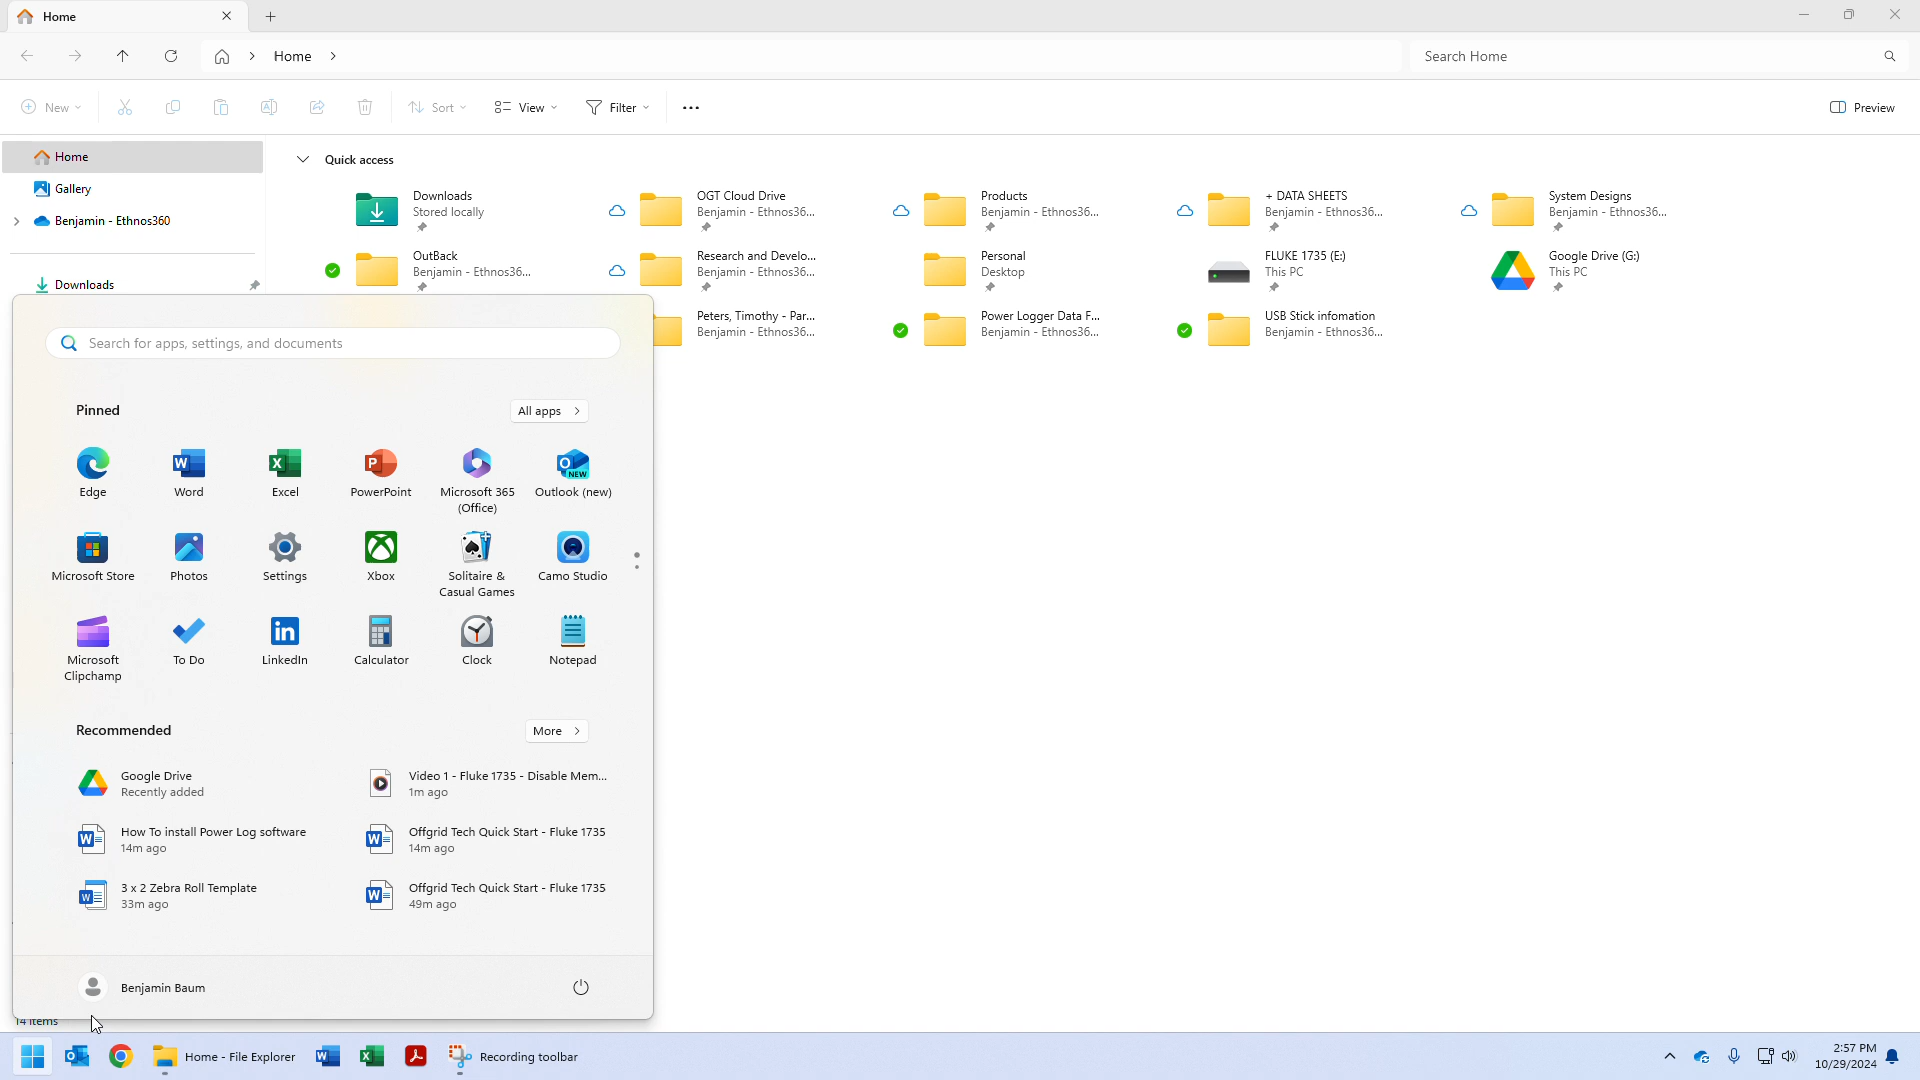 Home
Home
Search Home
New
Sort
View
Filter
Preview
Home
Gallery
Benjamin - Ethnos360
Downloads
Quick access
Downloads
Stored locally
OGT Cloud Drive
Benjamin - Ethnos36...
Products
Benjamin - Ethnos36...
+ DATA SHEETS
Benjamin - Ethnos36...
System Designs
Benjamin - Ethnos36...
OutBack
Benjamin - Ethnos36...
Research and Develo...
Benjamin - Ethnos36...
Personal
Desktop
FLUKE 1735 (E:)
This PC
Google Drive (G:)
This PC
Peters, Timothy - Par...
Benjamin - Ethnos36...
Power Logger Data F...
Benjamin - Ethnos36...
USB Stick infomation
Benjamin - Ethnos36...
Search for apps, settings, and documents
Pinned
All apps
Edge
Word
Excel
PowerPoint
Microsoft 365
(Office)
Outlook (new)
Microsoft Store
Photos
Settings
Xbox
Solitaire &
Casual Games
Camo Studio
Microsoft
Clipchamp
To Do
LinkedIn
Calculator
Clock
Notepad
Recommended
More
Google Drive
Recently added
Video 1 - Fluke 1735 - Disable Mem...
1m ago
How To install Power Log software
14m ago
Offgrid Tech Quick Start - Fluke 1735
14m ago
3 x 2 Zebra Roll Template
33m ago
Offgrid Tech Quick Start - Fluke 1735
49m ago
Benjamin Baum
14 items
Home - File Explorer
Recording toolbar
2:57 PM
10/29/2024